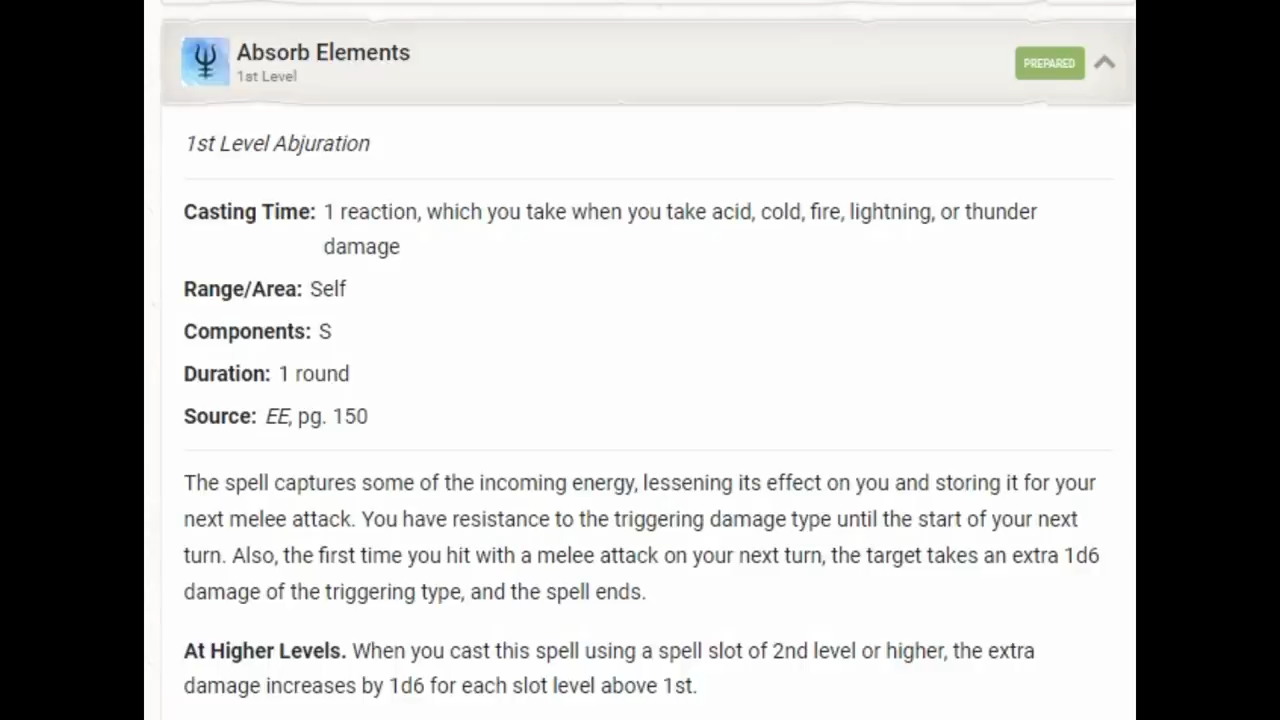 Absorb Elements
1st Level
PREPARED
1st Level Abjuration
Casting Time: 1 reaction, which you take when you take acid, cold, fire, lightning, or thunder
damage
Range/Area: Self
Components: S
Duration: 1 round
Source: EE, pg. 150
The spell captures some of the incoming energy, lessening its effect on you and storing it for your
next melee attack. You have resistance to the triggering damage type until the start of your next
turn. Also, the first time you hit with a melee attack on your next turn, the target takes an extra 1d6
damage of the triggering type, and the spell ends.
At Higher Levels. When you cast this spell using a spell slot of 2nd level or higher, the extra
damage increases by 1d6 for each slot level above 1st.